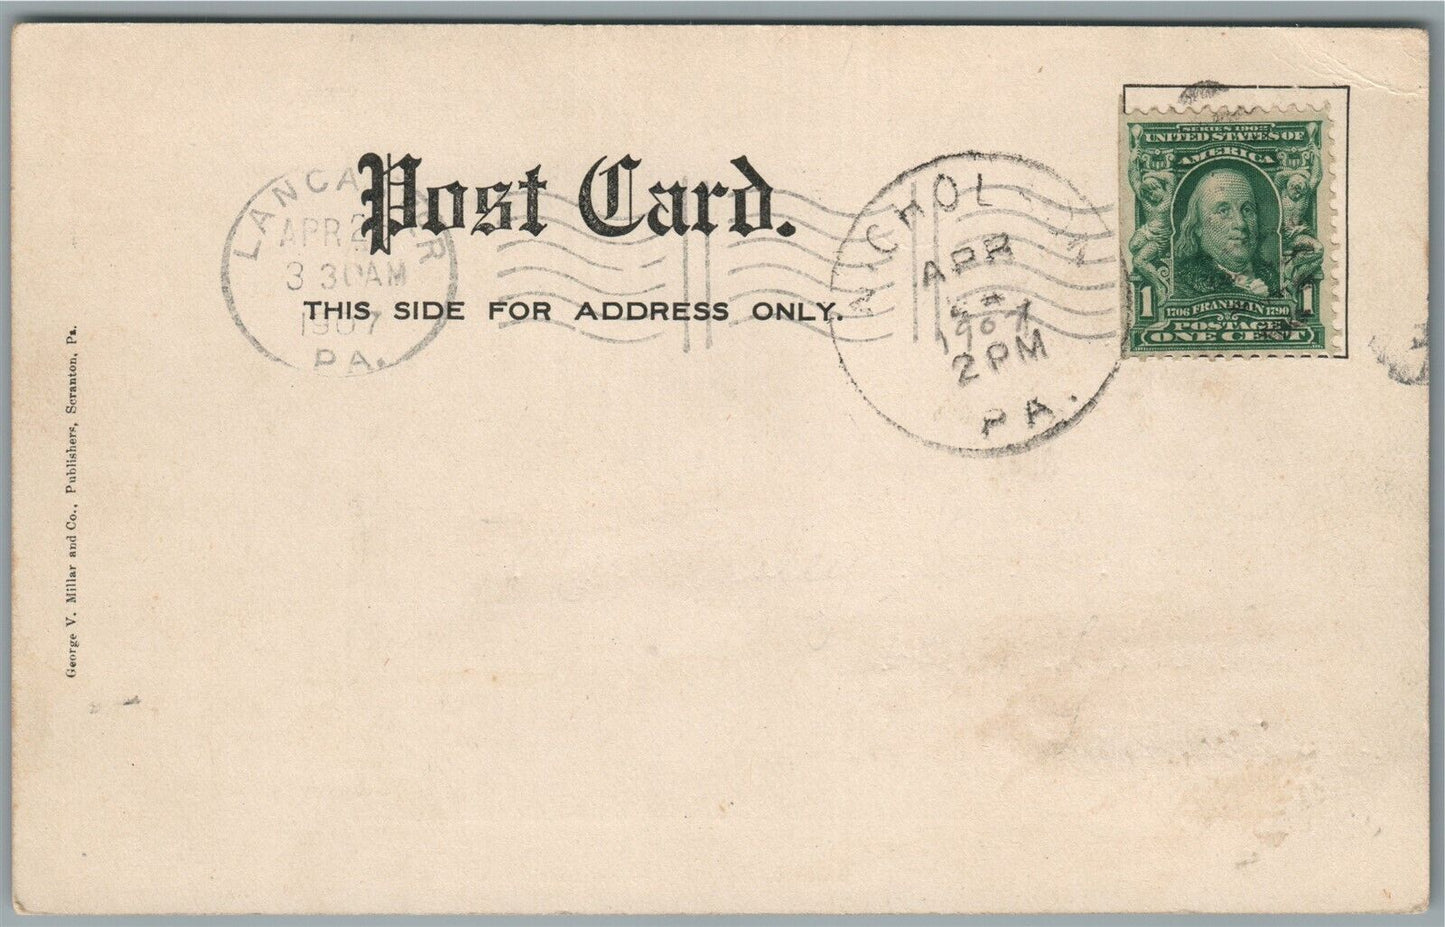 Post Card.
THIS SIDE FOR ADDRESS ONLY.
APR
3 30 AM
1907
PA.
APR
1907
2 PM
PA.
SERIES 1902
UNITED STATES OF
AMERICA
1 1
1706 FRANKLIN 1790
POSTAGE
ONE CENT
George V. Millar and Co., Publishers, Scranton, Pa.